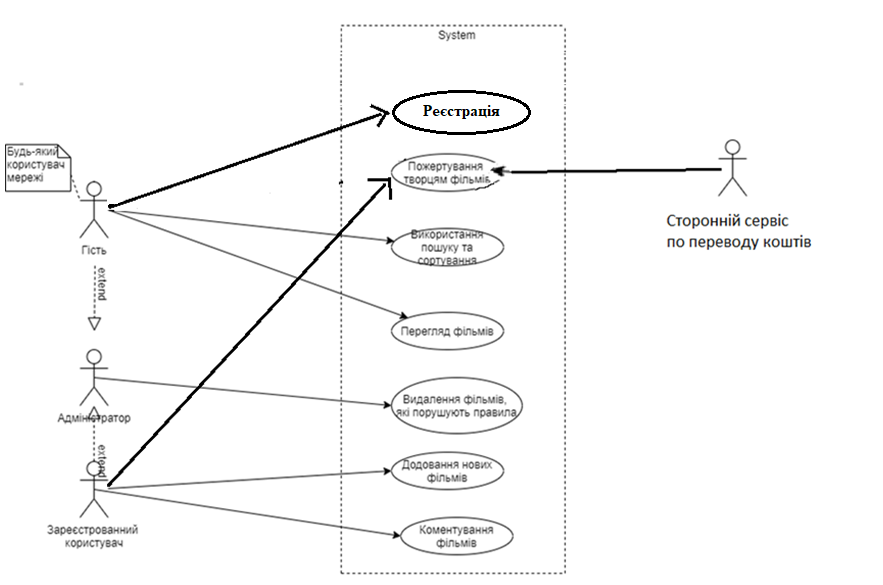 System
Реєстрація
Будь-який
користувач
мережі
Пожертування
творцям фільмів
Сторонній сервіс
по переводу коштів
Гість
Використання
пошуку та
сортування
extend
Перегляд фільмів
Адміністратор
Видалення фільмів,
які порушують правила
extend
Додовання нових
фільмів
Зареєстрованний
користувач
Коментування
фільмів